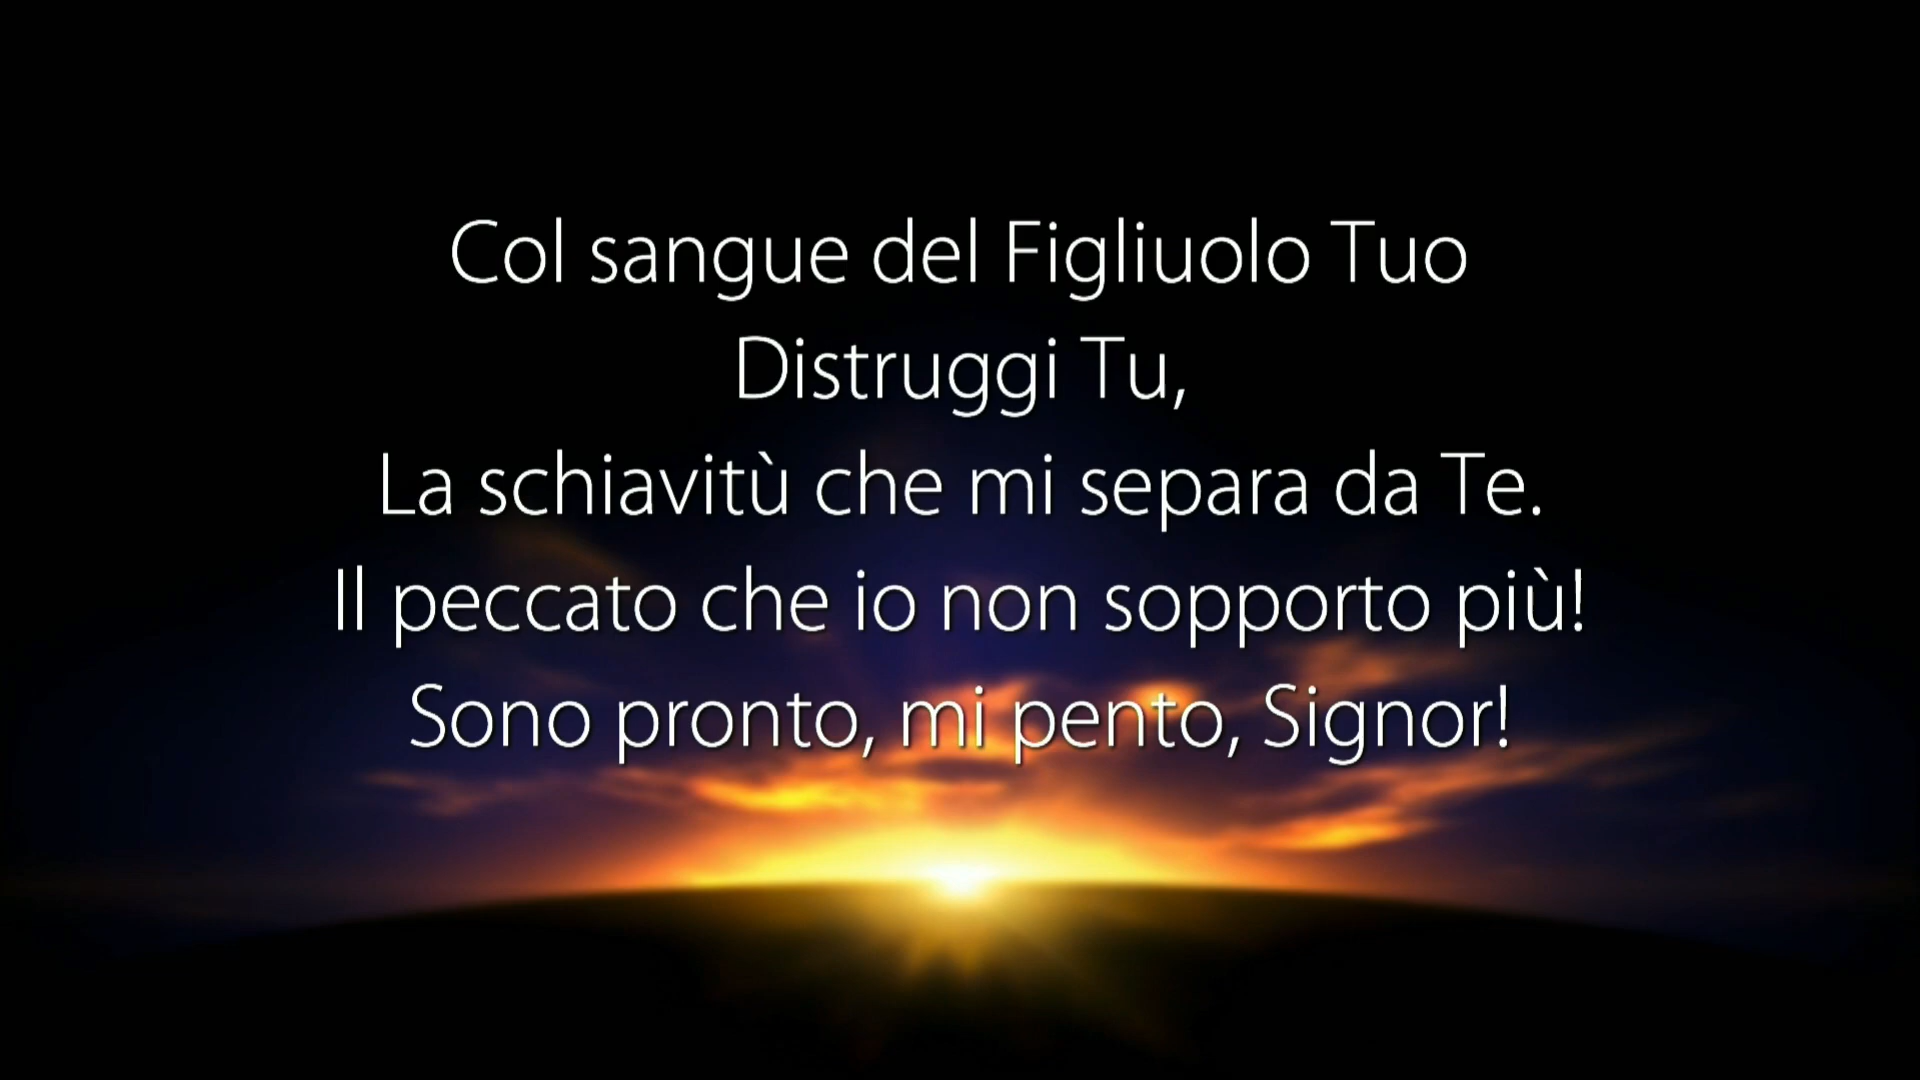 Col sangue del Figliuolo Tuo
Distruggi Tu,
La schiavitù che mi separa da Te.
Il peccato che io non sopporto più!
Sono pronto, mi pento, Signor!